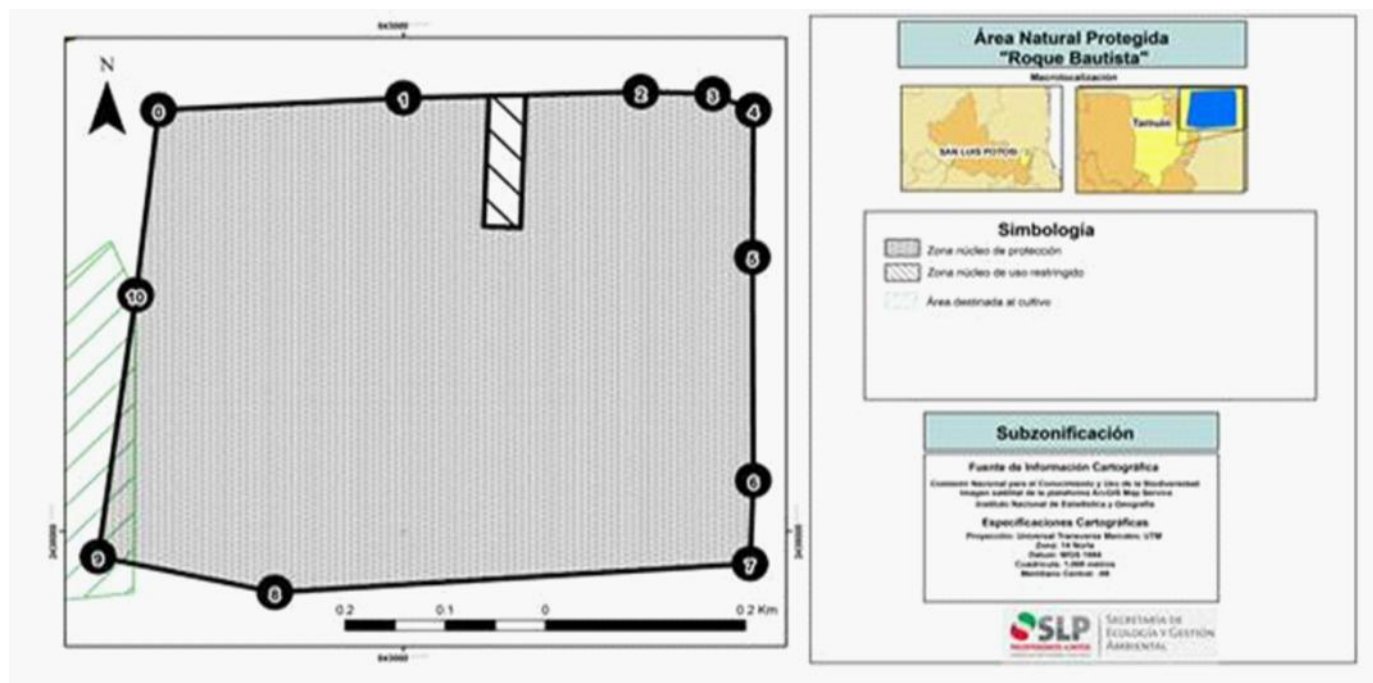 N
0
1
2
3
4
5
6
7
8
9
10
0.2 0.1 0 0.2 Km
Área Natural Protegida
"Roque Bautista"
Macrolocalización
SAN LUIS POTOSI
Tamuín
Simbología
Zona núcleo de protección
Zona núcleo de uso restringido
Área destinada al cultivo
Subzonificación
Fuente de Información Cartográfica
Comisión Nacional para el Conocimiento y Uso de la Biodiversidad
Imagen satelital de la plataforma ArcGIS Map Service
Instituto Nacional de Estadística y Geografía
Especificaciones Cartográficas
Proyección: Universal Transversa Mercator. UTM
Zona: 14 Norte
Datum: WGS 1984
Cuadrícula: 1,000 metros
Meridiano Central: -99
SLP
SECRETARÍA DE
ECOLOGÍA Y GESTIÓN
AMBIENTAL